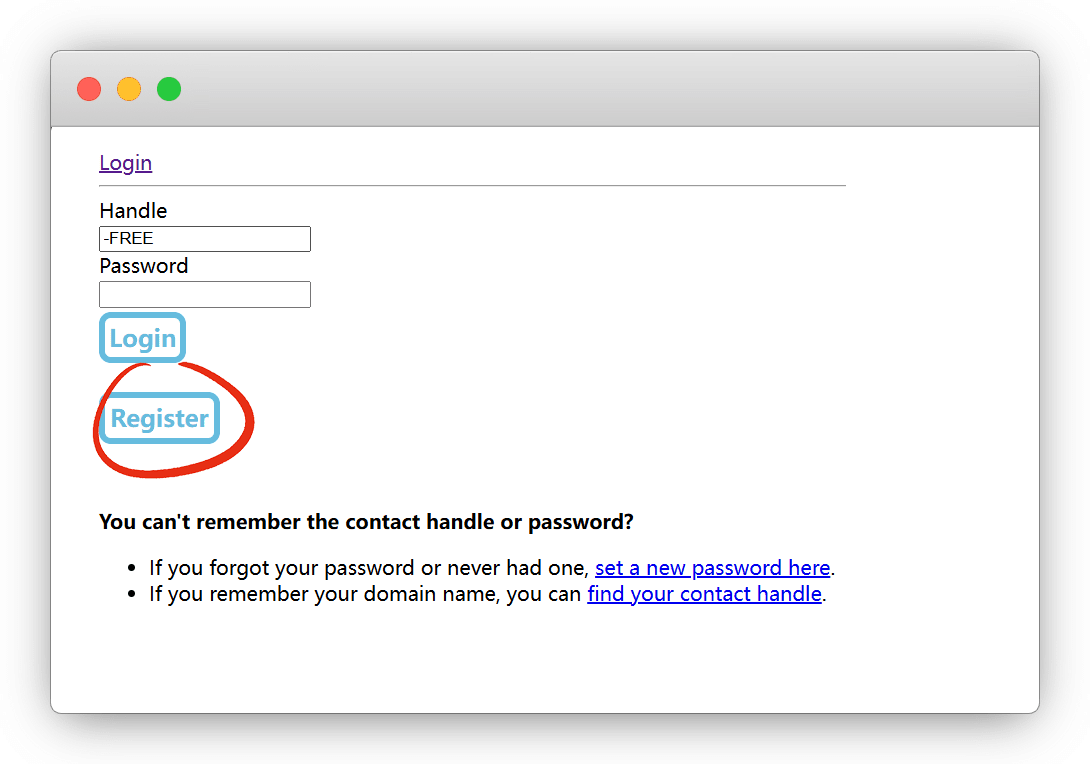 Login
Handle
-FREE
Password
Login
Register
You can't remember the contact handle or password?
• If you forgot your password or never had one, set a new password here.
• If you remember your domain name, you can find your contact handle.